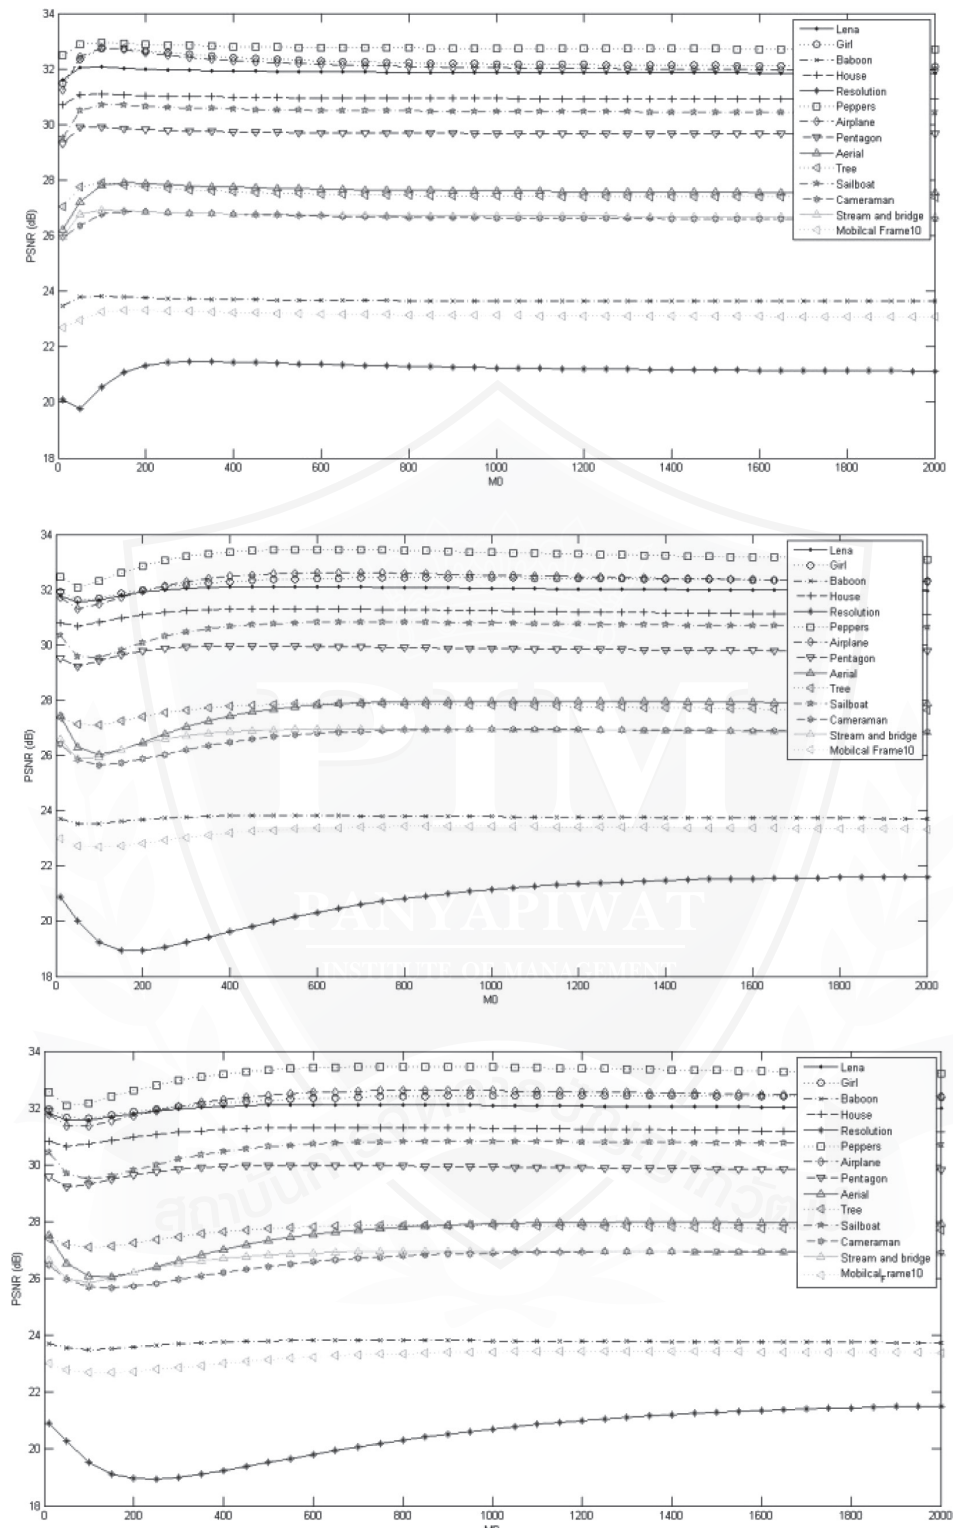 34
32
30
28
26
24
22
20
18
PSNR (dB)
0 200 400 600 800 1000 1200 1400 1600 1800 2000
M0
Lena
Girl
Baboon
House
Resolution
Peppers
Airplane
Pentagon
Aerial
Tree
Sailboat
Cameraman
Stream and bridge
Mobilcal Frame10
34
32
30
28
26
24
22
20
18
PSNR (dB)
0 200 400 600 800 1000 1200 1400 1600 1800 2000
M0
Lena
Girl
Baboon
House
Resolution
Peppers
Airplane
Pentagon
Aerial
Tree
Sailboat
Cameraman
Stream and bridge
Mobilcal Frame10
PIM
PANYAPIWAT
INSTITUTE OF MANAGEMENT
34
32
30
28
26
24
22
20
18
PSNR (dB)
0 200 400 600 800 1000 1200 1400 1600 1800 2000
Lena
Girl
Baboon
House
Resolution
Peppers
Airplane
Pentagon
Aerial
Tree
Sailboat
Cameraman
Stream and bridge
MobilcalFrame10